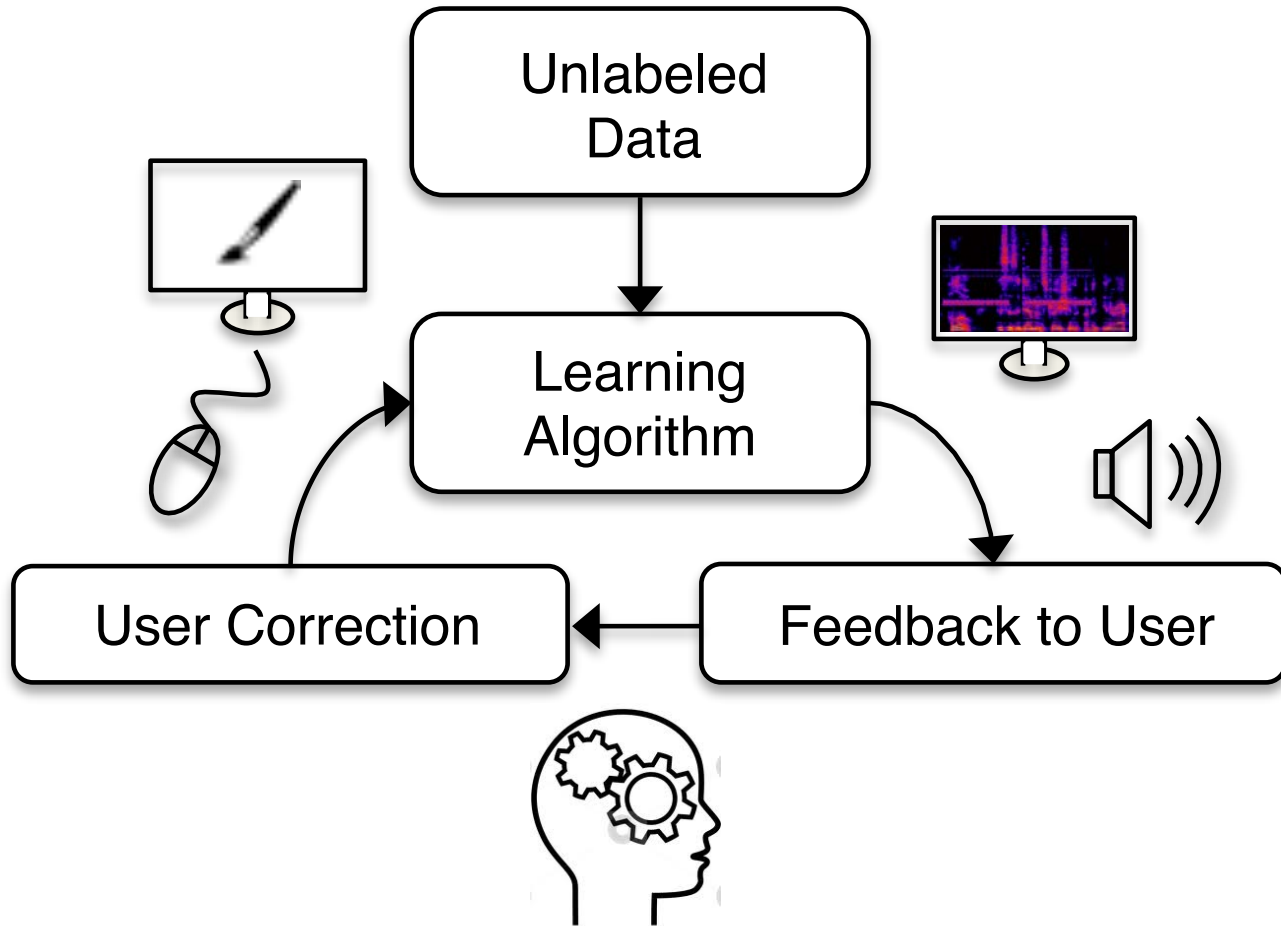 Unlabeled
Data
Learning
Algorithm
User Correction
Feedback to User